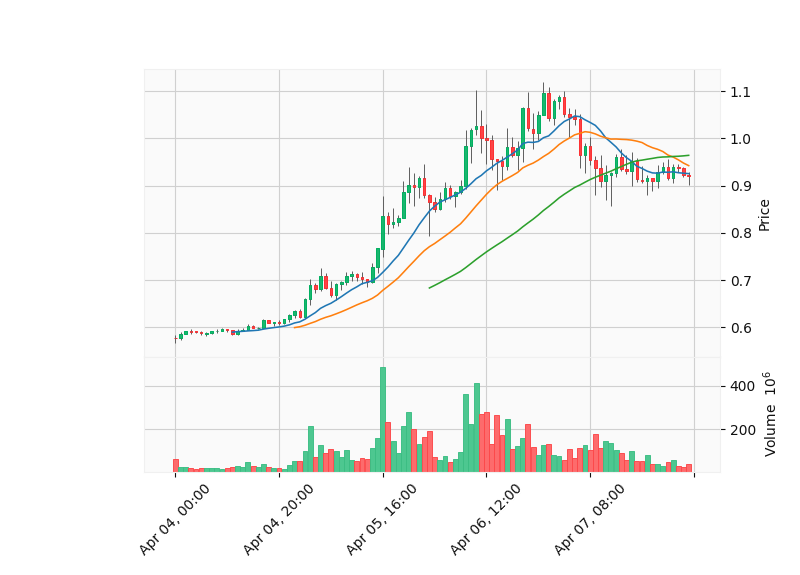 1.1
1.0
0.9
0.8
0.7
0.6
Price
400
200
Volume 10^6
Apr 04, 00:00
Apr 04, 20:00
Apr 05, 16:00
Apr 06, 12:00
Apr 07, 08:00